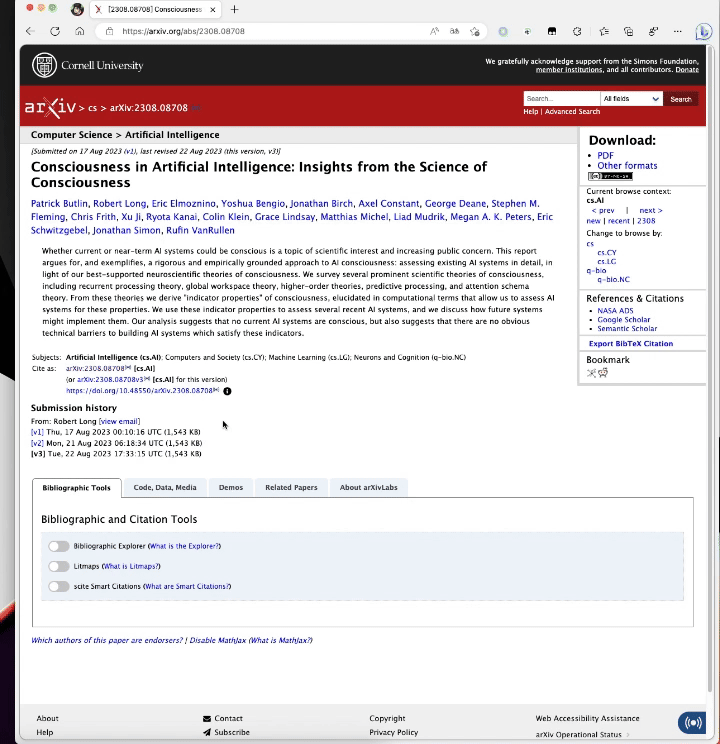 [2308.08708] Consciousness
https://arxiv.org/abs/2308.08708
Cornell University
We gratefully acknowledge support from the Simons Foundation,
member institutions, and all contributors. Donate
arXiv > cs > arXiv:2308.08708
Search...
All fields
Search
Help | Advanced Search
Computer Science > Artificial Intelligence
[Submitted on 17 Aug 2023 (v1), last revised 22 Aug 2023 (this version, v3)]
Consciousness in Artificial Intelligence: Insights from the Science of
Consciousness
Patrick Butlin, Robert Long, Eric Elmoznino, Yoshua Bengio, Jonathan Birch, Axel Constant, George Deane, Stephen M.
Fleming, Chris Frith, Xu Ji, Ryota Kanai, Colin Klein, Grace Lindsay, Matthias Michel, Liad Mudrik, Megan A. K. Peters, Eric
Schwitzgebel, Jonathan Simon, Rufin VanRullen
Whether current or near-term AI systems could be conscious is a topic of scientific interest and increasing public concern. This report
argues for, and exemplifies, a rigorous and empirically grounded approach to AI consciousness: assessing existing AI systems in detail, in
light of our best-supported neuroscientific theories of consciousness. We survey several prominent scientific theories of consciousness,
including recurrent processing theory, global workspace theory, higher-order theories, predictive processing, and attention schema
theory. From these theories we derive "indicator properties" of consciousness, elucidated in computational terms that allow us to assess AI
systems for these properties. We use these indicator properties to assess several recent AI systems, and we discuss how future systems
might implement them. Our analysis suggests that no current AI systems are conscious, but also suggests that there are no obvious
technical barriers to building AI systems which satisfy these indicators.
Subjects: Artificial Intelligence (cs.AI); Computers and Society (cs.CY); Machine Learning (cs.LG); Neurons and Cognition (q-bio.NC)
Cite as: arXiv:2308.08708 [cs.AI]
(or arXiv:2308.08708v3 [cs.AI] for this version)
https://doi.org/10.48550/arXiv.2308.08708
Submission history
From: Robert Long [view email]
[v1] Thu, 17 Aug 2023 00:10:16 UTC (1,543 KB)
[v2] Mon, 21 Aug 2023 06:18:34 UTC (1,543 KB)
[v3] Tue, 22 Aug 2023 17:33:15 UTC (1,543 KB)
Download:
PDF
Other formats
Current browse context:
cs.AI
< prev | next >
new | recent | 2308
Change to browse by:
cs
cs.CY
cs.LG
q-bio
q-bio.NC
References & Citations
NASA ADS
Google Scholar
Semantic Scholar
Export BibTeX Citation
Bookmark
Bibliographic Tools
Code, Data, Media
Demos
Related Papers
About arXivLabs
Bibliographic and Citation Tools
Bibliographic Explorer (What is the Explorer?)
Litmaps (What is Litmaps?)
scite Smart Citations (What are Smart Citations?)
Which authors of this paper are endorsers? | Disable MathJax (What is MathJax?)
About
Help
Contact
Subscribe
Copyright
Privacy Policy
Web Accessibility Assistance
arXiv Operational Status >